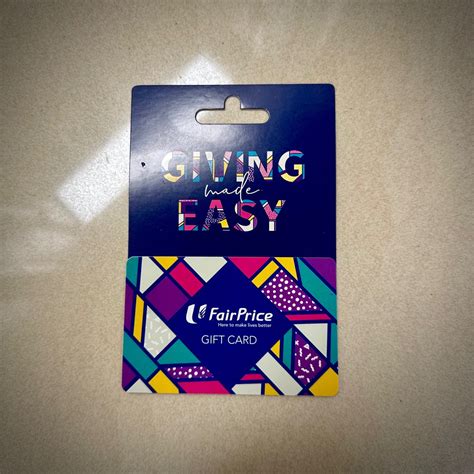 GIVING
made
EASY
FairPrice
Here to make lives better
GIFT CARD